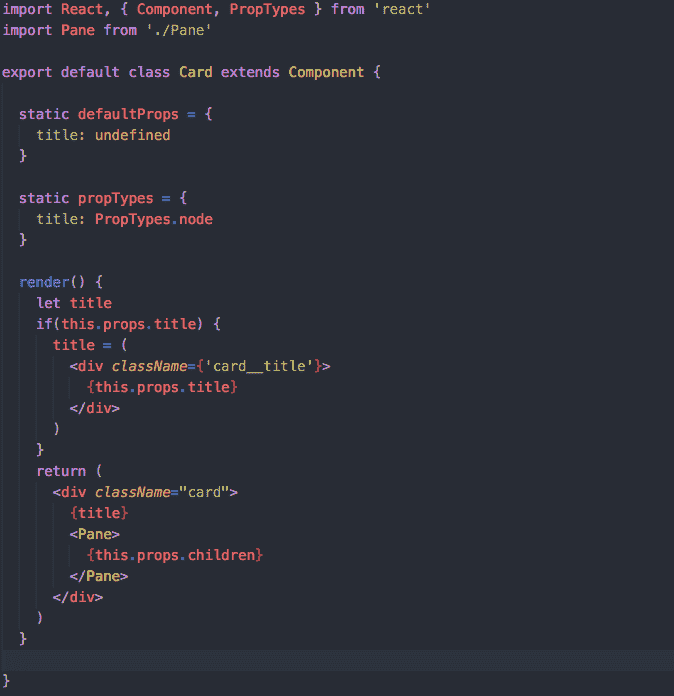 import React, { Component, PropTypes } from 'react'
import Pane from './Pane'
export default class Card extends Component {
static defaultProps = {
title: undefined
}
static propTypes = {
title: PropTypes.node
}
render() {
let title
if(this.props.title) {
title = (
<div className={'card__title'}>
{this.props.title}
</div>
)
}
return (
<div className="card">
{title}
<Pane>
{this.props.children}
</Pane>
</div>
)
}
}